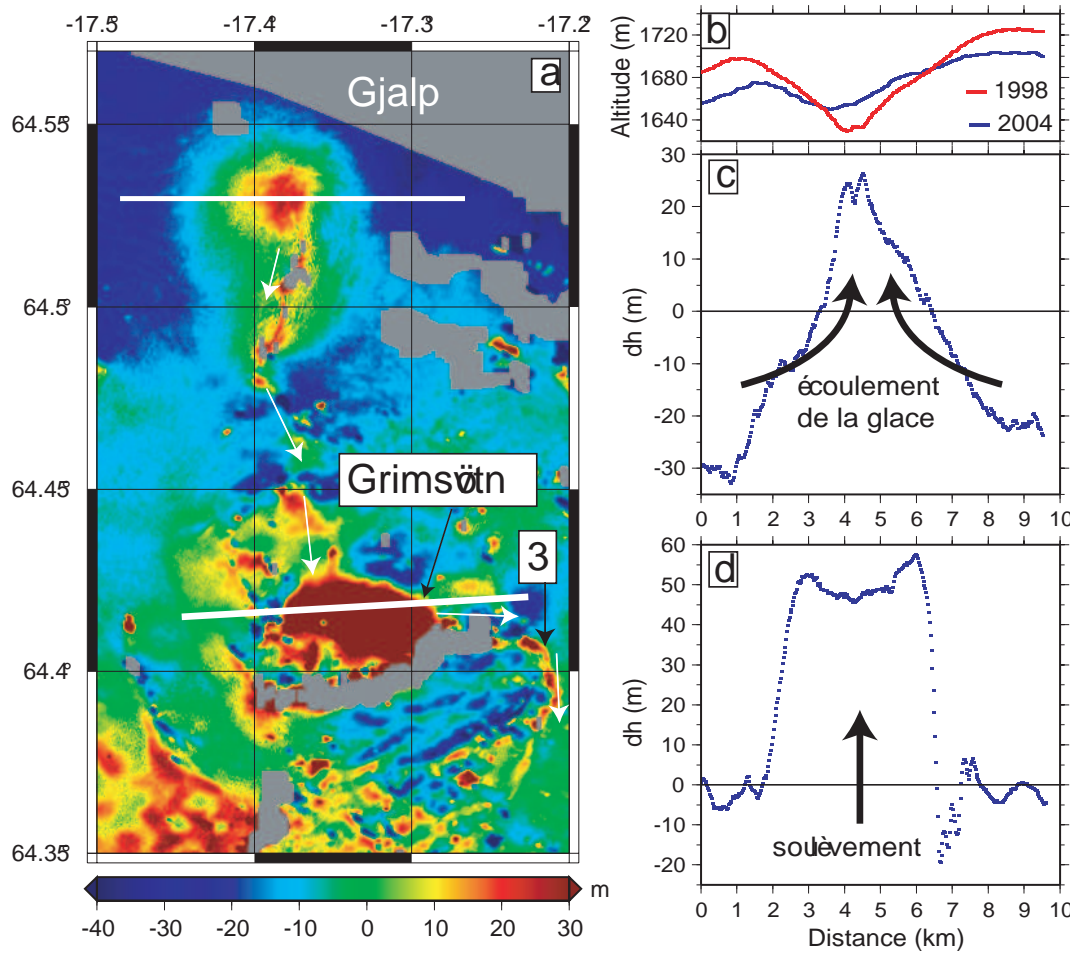 -17.5 -17.4 -17.3 -17.2
a
Gjalp
64.55
64.5
64.45
64.4
64.35
Grimsvötn
3
-40 -30 -20 -10 0 10 20 30 m
b
Altitude (m)
1720
1680
1640
1998
2004
c
dh (m)
30
20
10
0
-10
-20
-30
écoulement
de la glace
0 1 2 3 4 5 6 7 8 9 10
d
dh (m)
60
50
40
30
20
10
0
-10
-20
soulèvement
0 1 2 3 4 5 6 7 8 9 10
Distance (km)